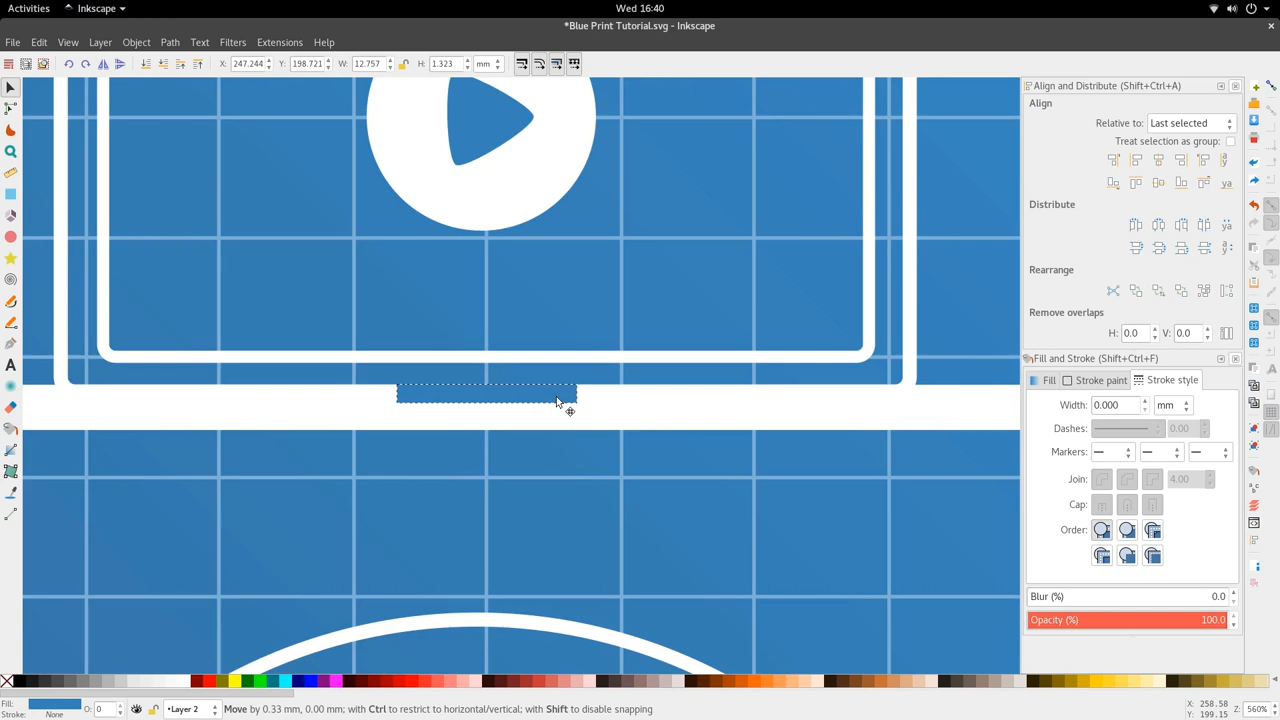 Activities
Inkscape
Wed 16:40
*Blue Print Tutorial.svg - Inkscape
File Edit View Layer Object Path Text Filters Extensions Help
X: 247.244 Y: 198.721 W: 12.757 H: 1.323 mm
Align and Distribute (Shift+Ctrl+A)
Align
Relative to: Last selected
Treat selection as group:
Distribute
Rearrange
Remove overlaps
H: 0.0 V: 0.0
Fill and Stroke (Shift+Ctrl+F)
Fill Stroke paint Stroke style
Width: 0.000 mm
Dashes: 0.00
Markers:
Join: 4.00
Cap:
Order:
Blur (%) 0.0
Opacity (%) 100.0
Fill:
Stroke: None
O: 0
•Layer 2
Move by 0.33 mm, 0.00 mm; with Ctrl to restrict to horizontal/vertical; with Shift to disable snapping
X: 258.58
Y: 199.15
Z: 560%